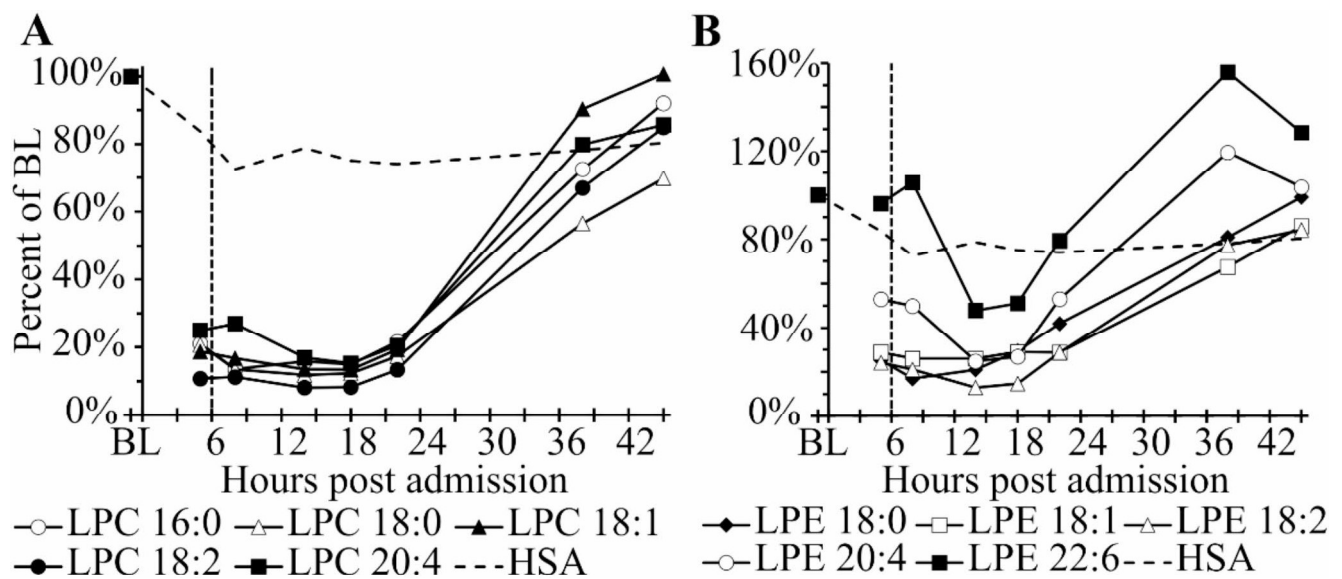 A
Percent of BL
100%
80%
60%
40%
20%
0%
BL 6 12 18 24 30 36 42
Hours post admission
LPC 16:0 LPC 18:0 LPC 18:1
LPC 18:2 LPC 20:4 HSA
B
160%
120%
80%
40%
0%
BL 6 12 18 24 30 36 42
Hours post admission
LPE 18:0 LPE 18:1 LPE 18:2
LPE 20:4 LPE 22:6 HSA